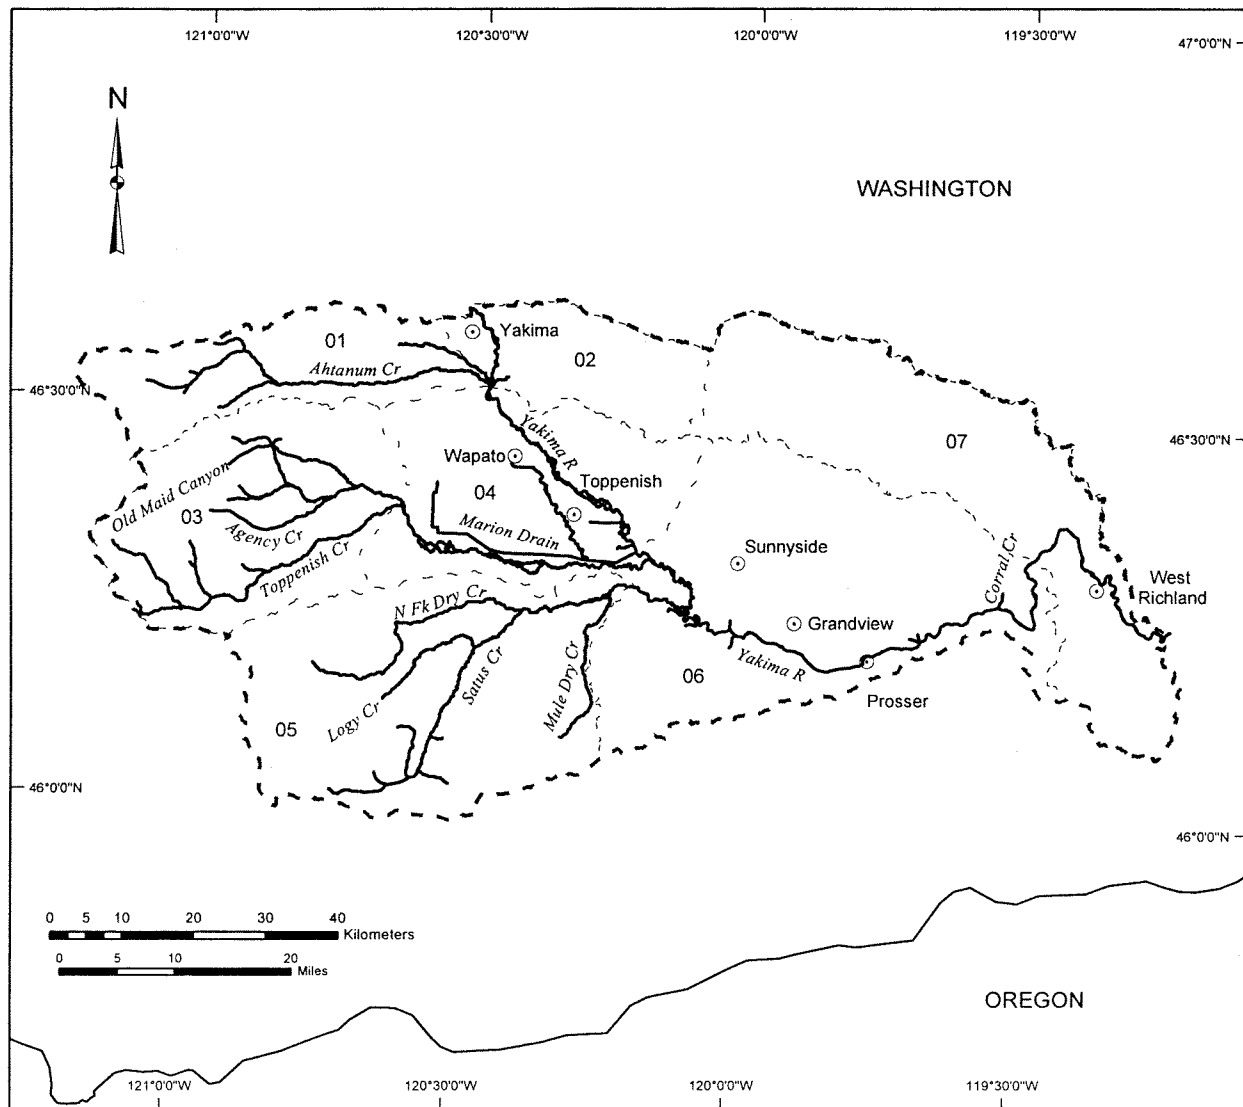 121°0'0"W
120°30'0"W
120°0'0"W
119°30'0"W
47°0'0"N
N
WASHINGTON
Yakima
01
02
Ahtanum Cr
46°30'0"N
Yakima R
07
46°30'0"N
Wapato
Toppenish
Old Maid Canyon
04
03
Agency Cr
Marion Drain
Toppenish Cr
Sunnyside
Corral Cr
West
Richland
N Fk Dry Cr
Grandview
Satus Cr
Mule Dry Cr
Yakima R
06
Prosser
Logy Cr
05
46°0'0"N
46°0'0"N
0 5 10 20 30 40
Kilometers
0 5 10 20
Miles
OREGON
121°0'0"W
120°30'0"W
120°0'0"W
119°30'0"W